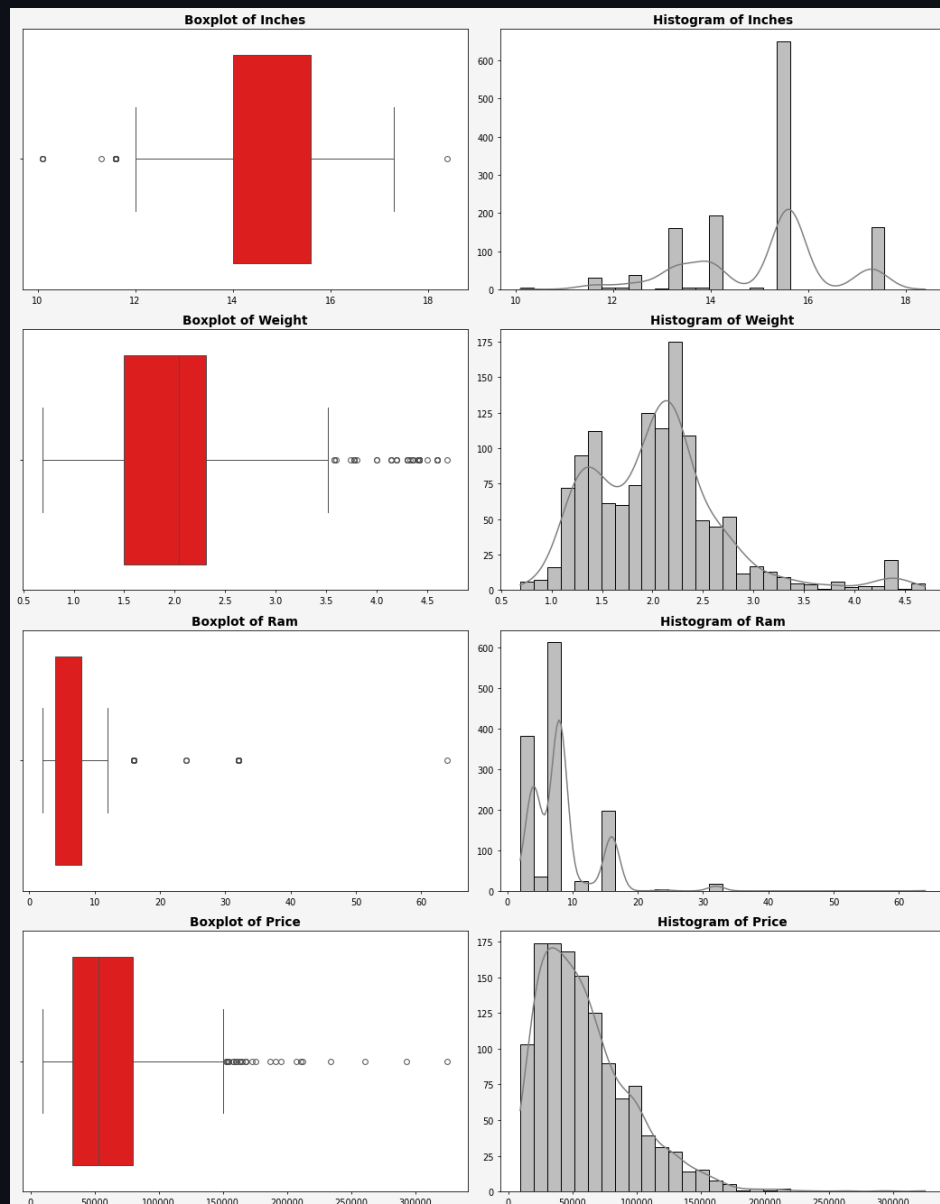 Boxplot of Inches
10 12 14 16 18
Histogram of Inches
600
500
400
300
200
100
0
10 12 14 16 18
Boxplot of Weight
0.5 1.0 1.5 2.0 2.5 3.0 3.5 4.0 4.5
Histogram of Weight
175
150
125
100
75
50
25
0
0.5 1.0 1.5 2.0 2.5 3.0 3.5 4.0 4.5
Boxplot of Ram
0 10 20 30 40 50 60
Histogram of Ram
600
500
400
300
200
100
0
0 10 20 30 40 50 60
Boxplot of Price
0 50000 100000 150000 200000 250000 300000
Histogram of Price
175
150
125
100
75
50
25
0
0 50000 100000 150000 200000 250000 300000